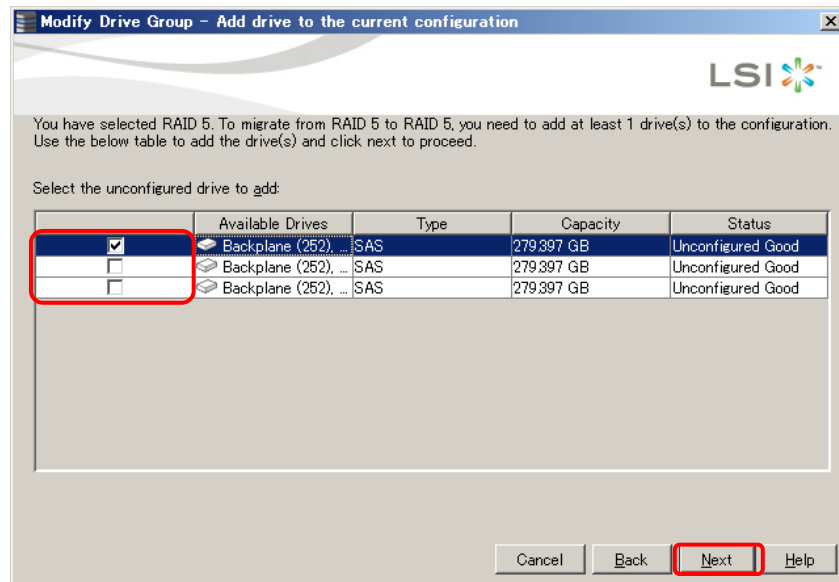 Modify Drive Group - Add drive to the current configuration
LSI
You have selected RAID 5. To migrate from RAID 5 to RAID 5, you need to add at least 1 drive(s) to the configuration.
Use the below table to add the drive(s) and click next to proceed.
Select the unconfigured drive to add:
Available Drives Type Capacity Status
Backplane (252), ... SAS 279.397 GB Unconfigured Good
Backplane (252), ... SAS 279.397 GB Unconfigured Good
Backplane (252), ... SAS 279.397 GB Unconfigured Good
Cancel Back Next Help